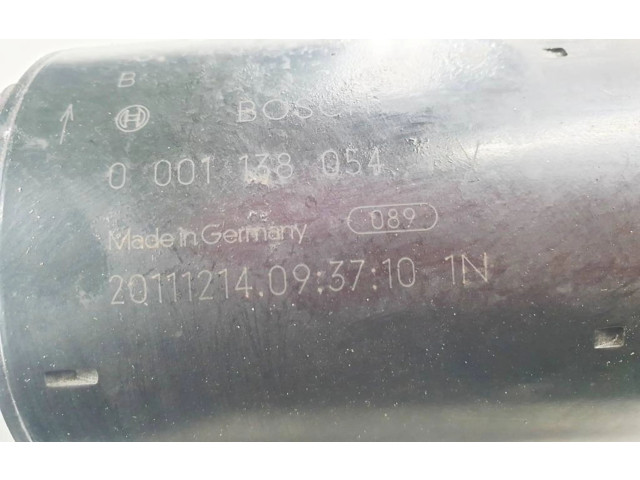 B
BOSC
0 001 138 054
Made in Germany 089
20111214.09:37:10 1N